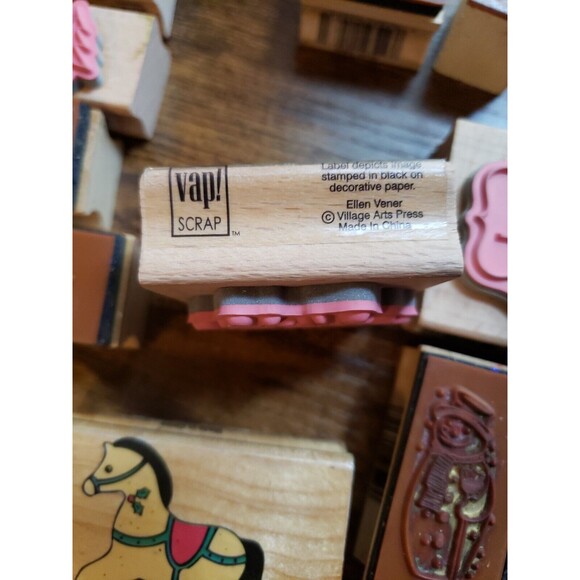 vap!
SCRAP
TM
Label depicts image
stamped in black on
decorative paper.
Ellen Vener
© Village Arts Press
Made In China